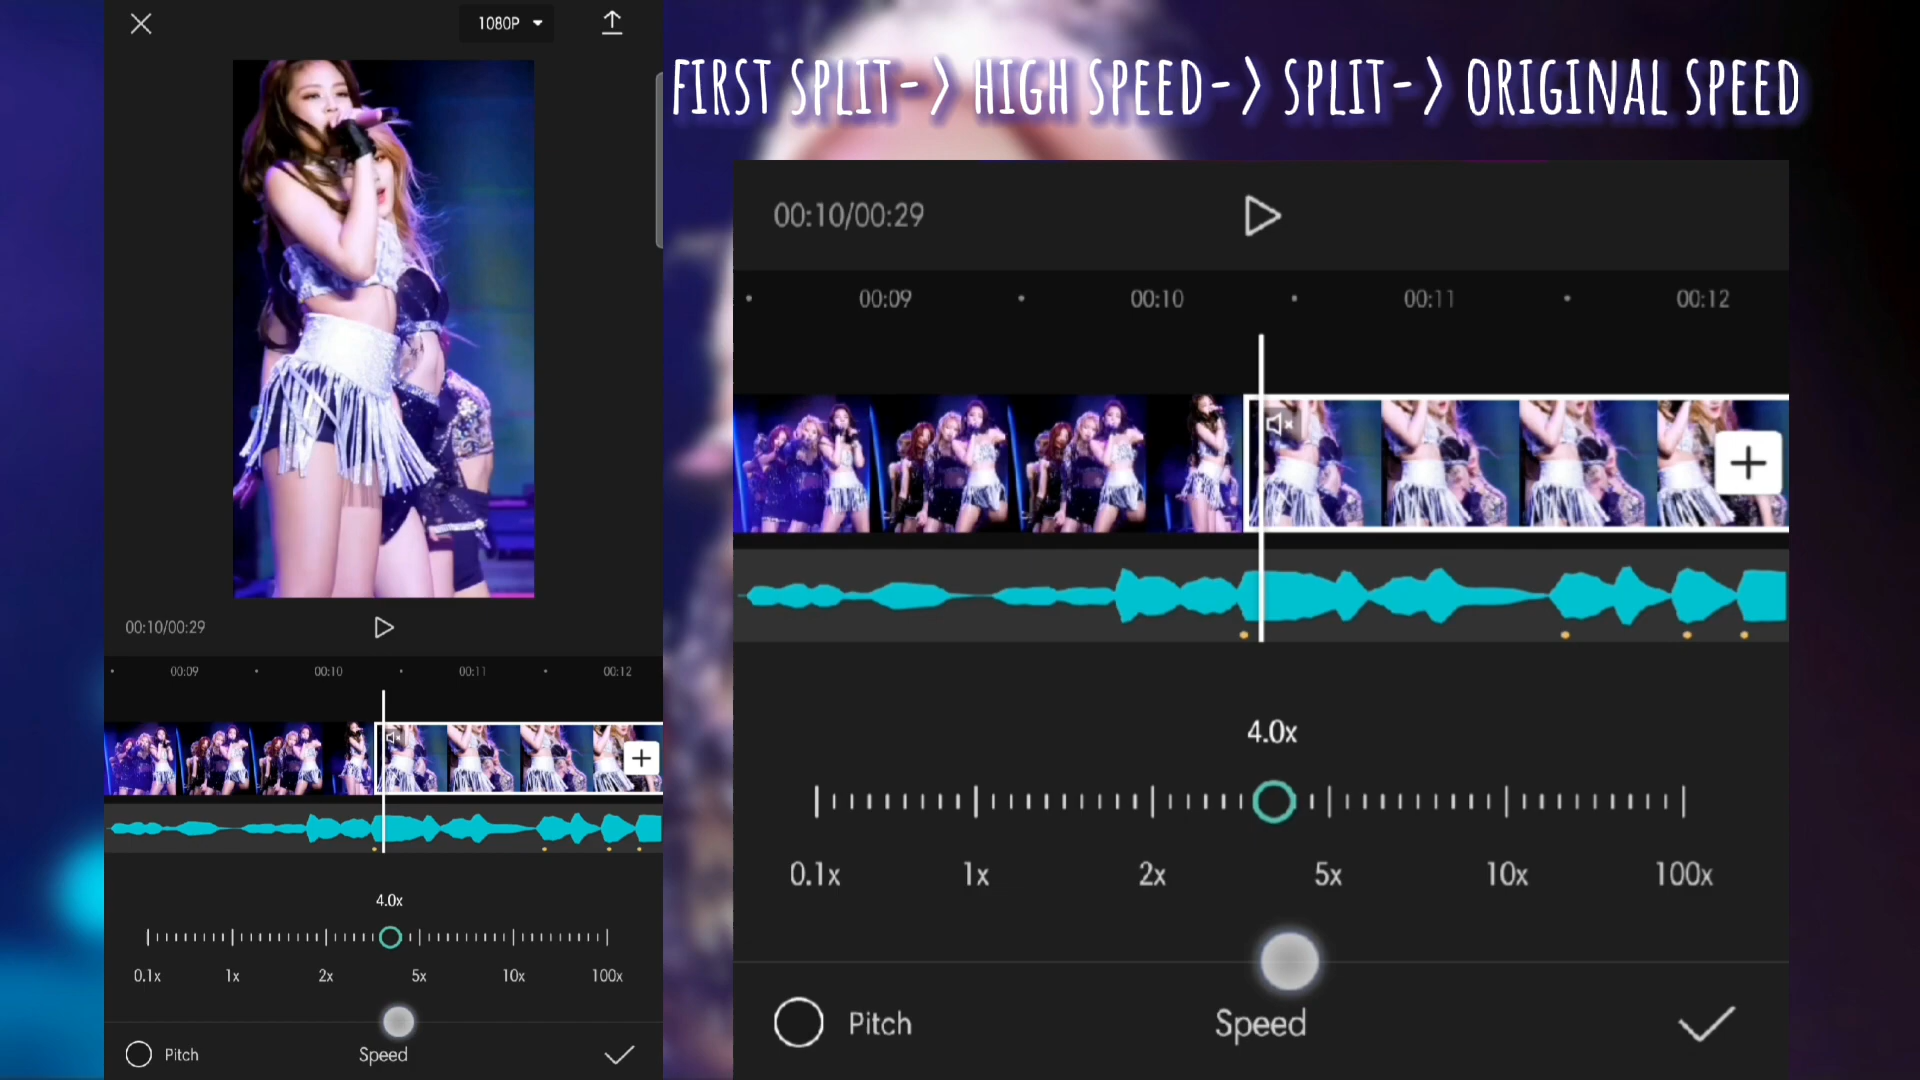 1080P
FIRST SPLIT-> HIGH SPEED-> SPLIT-> ORIGINAL SPEED
00:10/00:29
00:09 00:10 00:11 00:12
4.0x
0.1x 1x 2x 5x 10x 100x
Pitch Speed
00:10/00:29
00:09 00:10 00:11 00:12
4.0x
0.1x 1x 2x 5x 10x 100x
Pitch Speed